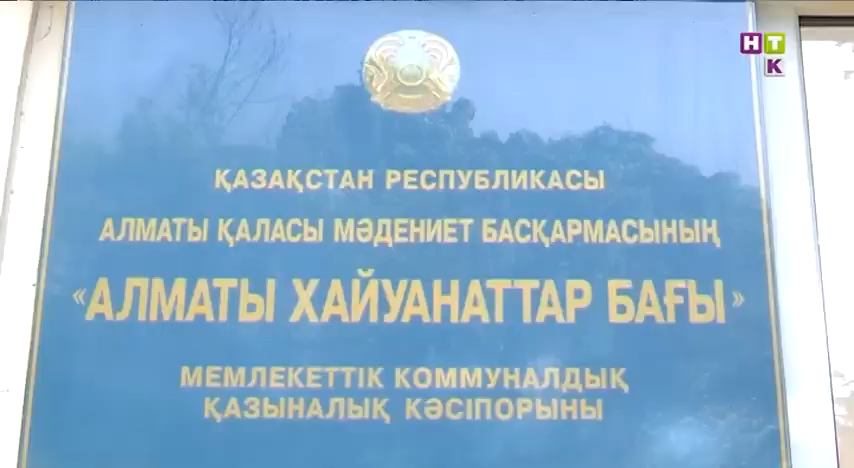 НТК
ҚАЗАҚСТАН РЕСПУБЛИКАСЫ
АЛМАТЫ ҚАЛАСЫ МӘДЕНИЕТ БАСҚАРМАСЫНЫҢ
«АЛМАТЫ ХАЙУАНАТТАР БАҒЫ»
МЕМЛЕКЕТТІК КОММУНАЛДЫҚ
ҚАЗЫНАЛЫҚ КӘСІПОРЫНЫ